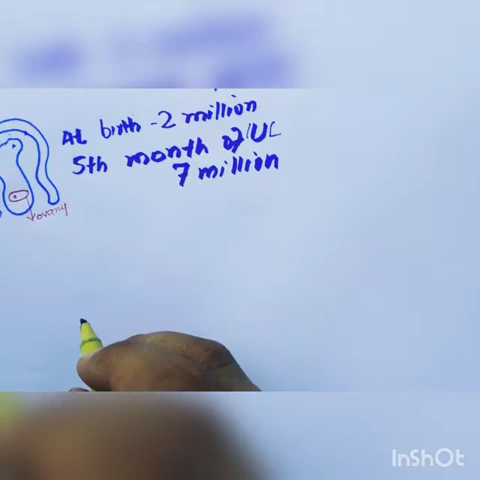 At birth - 2 million
5th month of IUL
7 million
ovary
InShOt